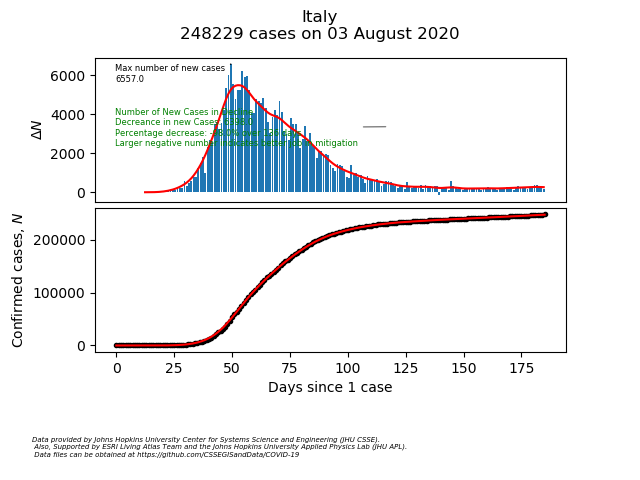 Italy
248229 cases on 03 August 2020
Max number of new cases
6557.0
Number of New Cases in
Decreance in new Cases,
Percentage decrease:
Larger negative number indicates better job @ mitigation
ΔN
6000
4000
2000
0
Confirmed cases, N
200000
100000
0
0 25 50 75 100 125 150 175
Days since 1 case
Data provided by Johns Hopkins University Center for Systems Science and Engineering (JHU CSSE).
Also, Supported by ESRI Living Atlas Team and the Johns Hopkins University Applied Physics Lab (JHU APL).
Data files can be obtained at https://github.com/CSSEGISandData/COVID-19